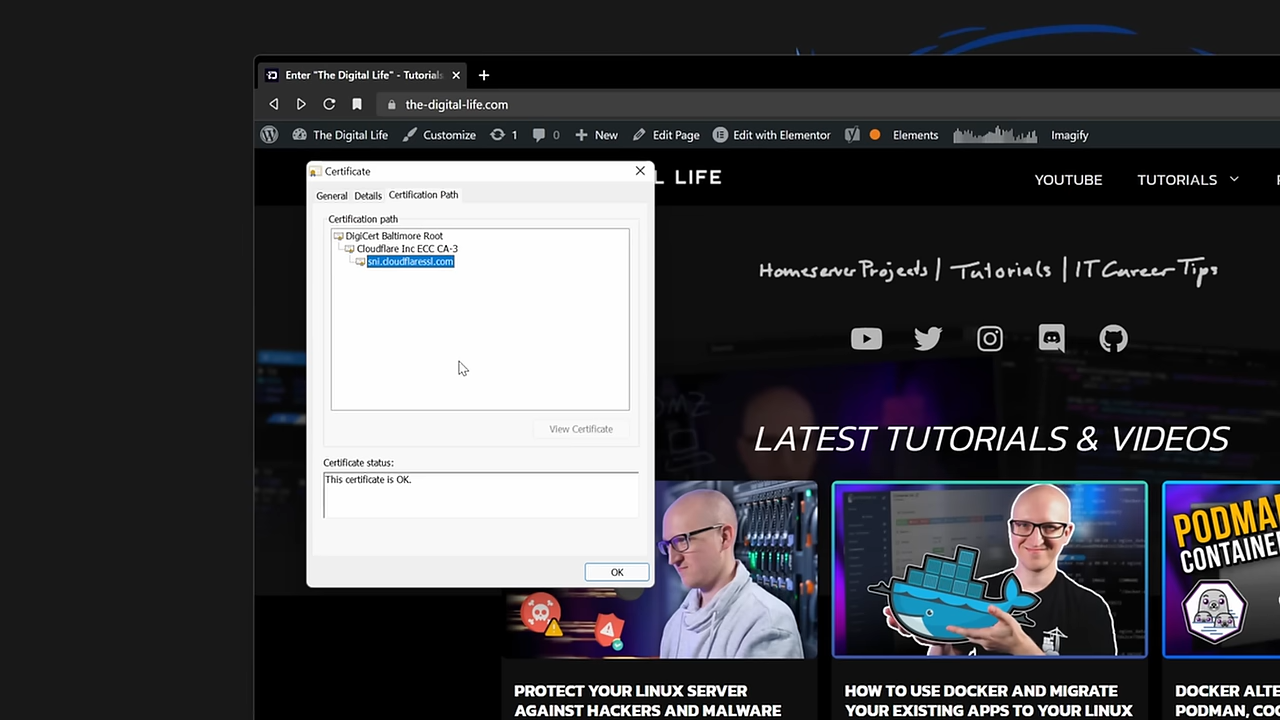 Enter "The Digital Life" - Tutorials
the-digital-life.com
The Digital Life
Customize
1
0
New
Edit Page
Edit with Elementor
Elements
Imagify
Certificate
L LIFE
YOUTUBE
TUTORIALS
General
Details
Certification Path
Certification path
DigiCert Baltimore Root
Cloudflare Inc ECC CA-3
sni.cloudflaressl.com
View Certificate
Certificate status:
This certificate is OK.
OK
Homeserver Projects | Tutorials | IT Career Tips
LATEST TUTORIALS & VIDEOS
PROTECT YOUR LINUX SERVER
AGAINST HACKERS AND MALWARE
HOW TO USE DOCKER AND MIGRATE
YOUR EXISTING APPS TO YOUR LINUX
PODMAN
CONTAINE
DOCKER ALTE
PODMAN, COC